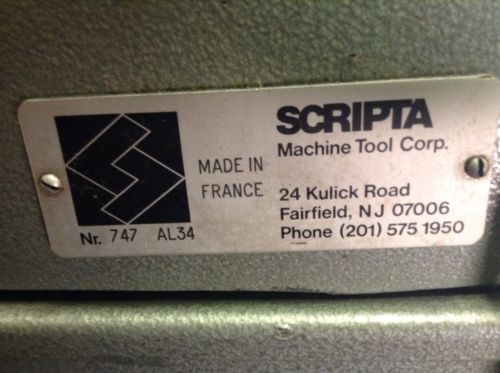 SCRIPTA
Machine Tool Corp.
MADE IN
FRANCE
24 Kulick Road
Fairfield, NJ 07006
Phone (201) 575 1950
Nr. 747 AL34